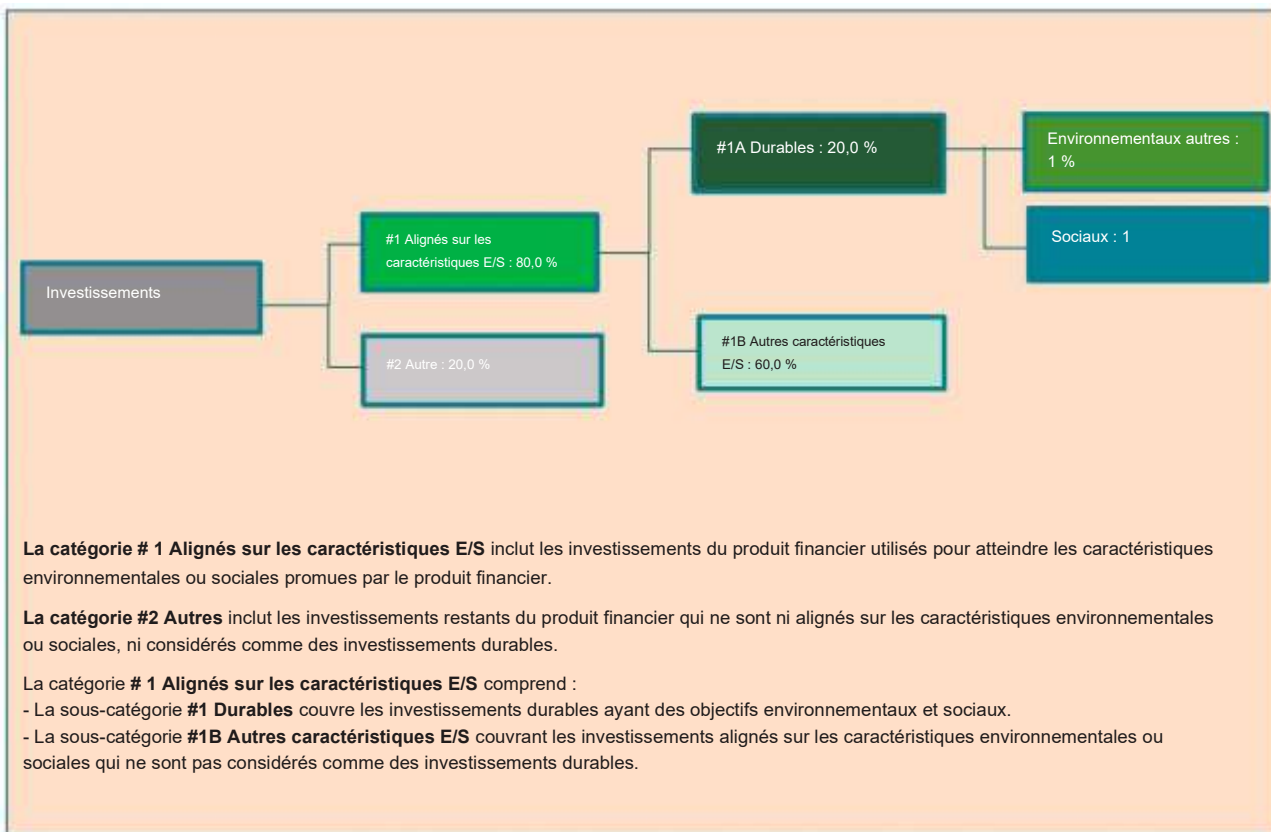 Investissements
#1 Alignés sur les
caractéristiques E/S : 80,0 %
#2 Autre : 20,0 %
#1A Durables : 20,0 %
#1B Autres caractéristiques
E/S : 60,0 %
Environnementaux autres :
1 %
Sociaux : 1
La catégorie # 1 Alignés sur les caractéristiques E/S inclut les investissements du produit financier utilisés pour atteindre les caractéristiques
environnementales ou sociales promues par le produit financier.
La catégorie #2 Autres inclut les investissements restants du produit financier qui ne sont ni alignés sur les caractéristiques environnementales
ou sociales, ni considérés comme des investissements durables.
La catégorie # 1 Alignés sur les caractéristiques E/S comprend :
- La sous-catégorie #1 Durables couvre les investissements durables ayant des objectifs environnementaux et sociaux.
- La sous-catégorie #1B Autres caractéristiques E/S couvrant les investissements alignés sur les caractéristiques environnementales ou
sociales qui ne sont pas considérés comme des investissements durables.